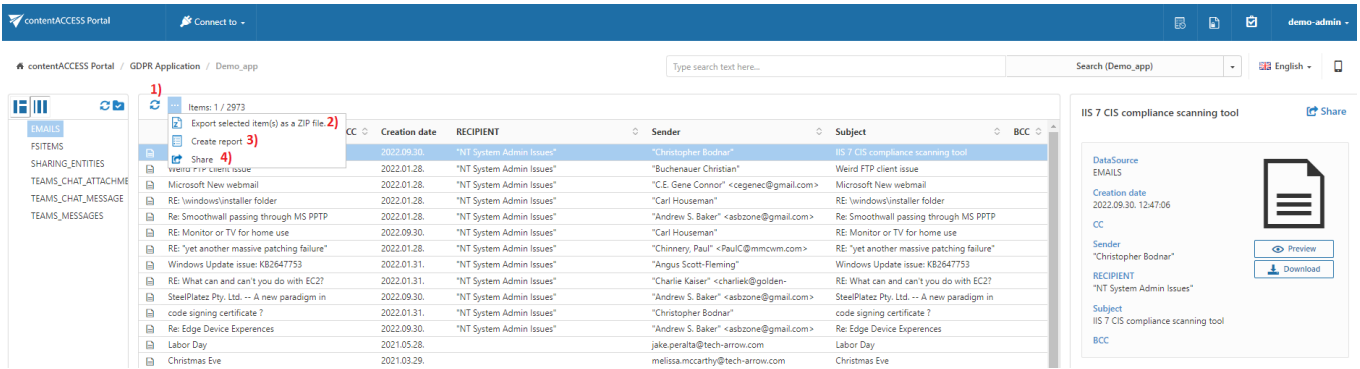 contentACCESS Portal Connect to demo-admin
contentACCESS Portal / GDPR Application / Demo_app Type search text here... Search (Demo_app) English
1)
Items: 1 / 2973
EMAILS
FSITEMS
SHARING_ENTITIES
TEAMS_CHAT_ATTACHME
TEAMS_CHAT_MESSAGE
TEAMS_MESSAGES
Export selected item(s) as a ZIP file. 2)
Create report 3)
Share 4)
CC Creation date RECIPIENT Sender Subject BCC
2022.09.30. "NT System Admin Issues" "Christopher Bodnar" IIS 7 CIS compliance scanning tool
Weird FTP client issue 2022.01.28. "NT System Admin Issues" "Buchenauer Christian" Weird FTP client issue
Microsoft New webmail 2022.01.28. "NT System Admin Issues" "C.E. Gene Connor" <cegenec@gmail.com> Microsoft New webmail
RE: \windows\installer folder 2022.01.28. "NT System Admin Issues" "Carl Houseman" RE: \windows\installer folder
Re: Smoothwall passing through MS PPTP 2022.01.28. "NT System Admin Issues" "Andrew S. Baker" <asbzone@gmail.com> Re: Smoothwall passing through MS PPTP
RE: Monitor or TV for home use 2022.09.30. "NT System Admin Issues" "Carl Houseman" RE: Monitor or TV for home use
RE: "yet another massive patching failure" 2022.01.28. "NT System Admin Issues" "Chinnery, Paul" <PaulC@mmcwm.com> RE: "yet another massive patching failure"
Windows Update issue: KB2647753 2022.01.31. "NT System Admin Issues" "Angus Scott-Fleming" Windows Update issue: KB2647753
RE: What can and can't you do with EC2? 2022.01.31. "NT System Admin Issues" "Charlie Kaiser" <charliek@golden- RE: What can and can't you do with EC2?
SteelPlatez Pty. Ltd. -- A new paradigm in 2022.09.30. "NT System Admin Issues" "Andrew S. Baker" <asbzone@gmail.com> SteelPlatez Pty. Ltd. -- A new paradigm in
code signing certificate ? 2022.01.31. "NT System Admin Issues" "Christopher Bodnar" code signing certificate ?
Re: Edge Device Experences 2022.09.30. "NT System Admin Issues" "Andrew S. Baker" <asbzone@gmail.com> Re: Edge Device Experences
Labor Day 2021.05.28. jake.peralta@tech-arrow.com Labor Day
Christmas Eve 2021.03.29. melissa.mccarthy@tech-arrow.com Christmas Eve
IIS 7 CIS compliance scanning tool Share
DataSource
EMAILS
Creation date
2022.09.30. 12:47:06
CC
Sender
"Christopher Bodnar"
RECIPIENT
"NT System Admin Issues"
Subject
IIS 7 CIS compliance scanning tool
BCC
Preview
Download